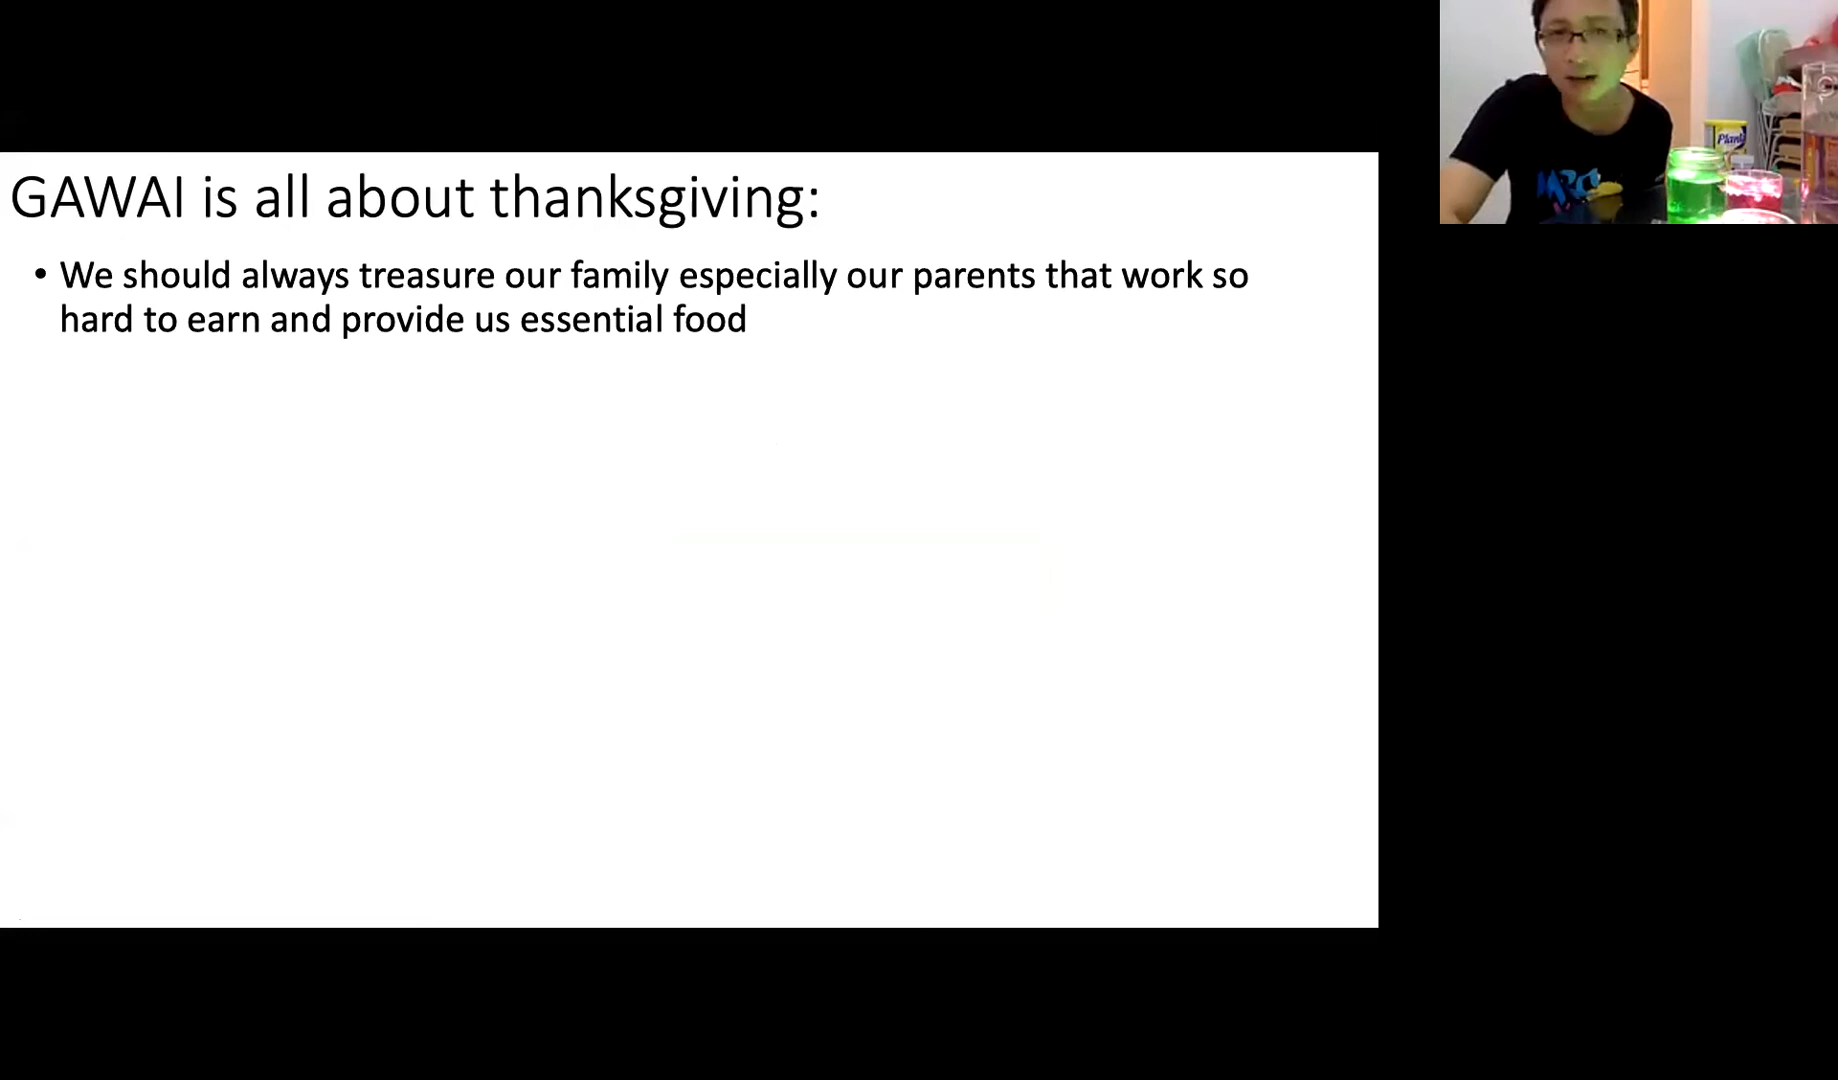 GAWAI is all about thanksgiving:
• We should always treasure our family especially our parents that work so
hard to earn and provide us essential food